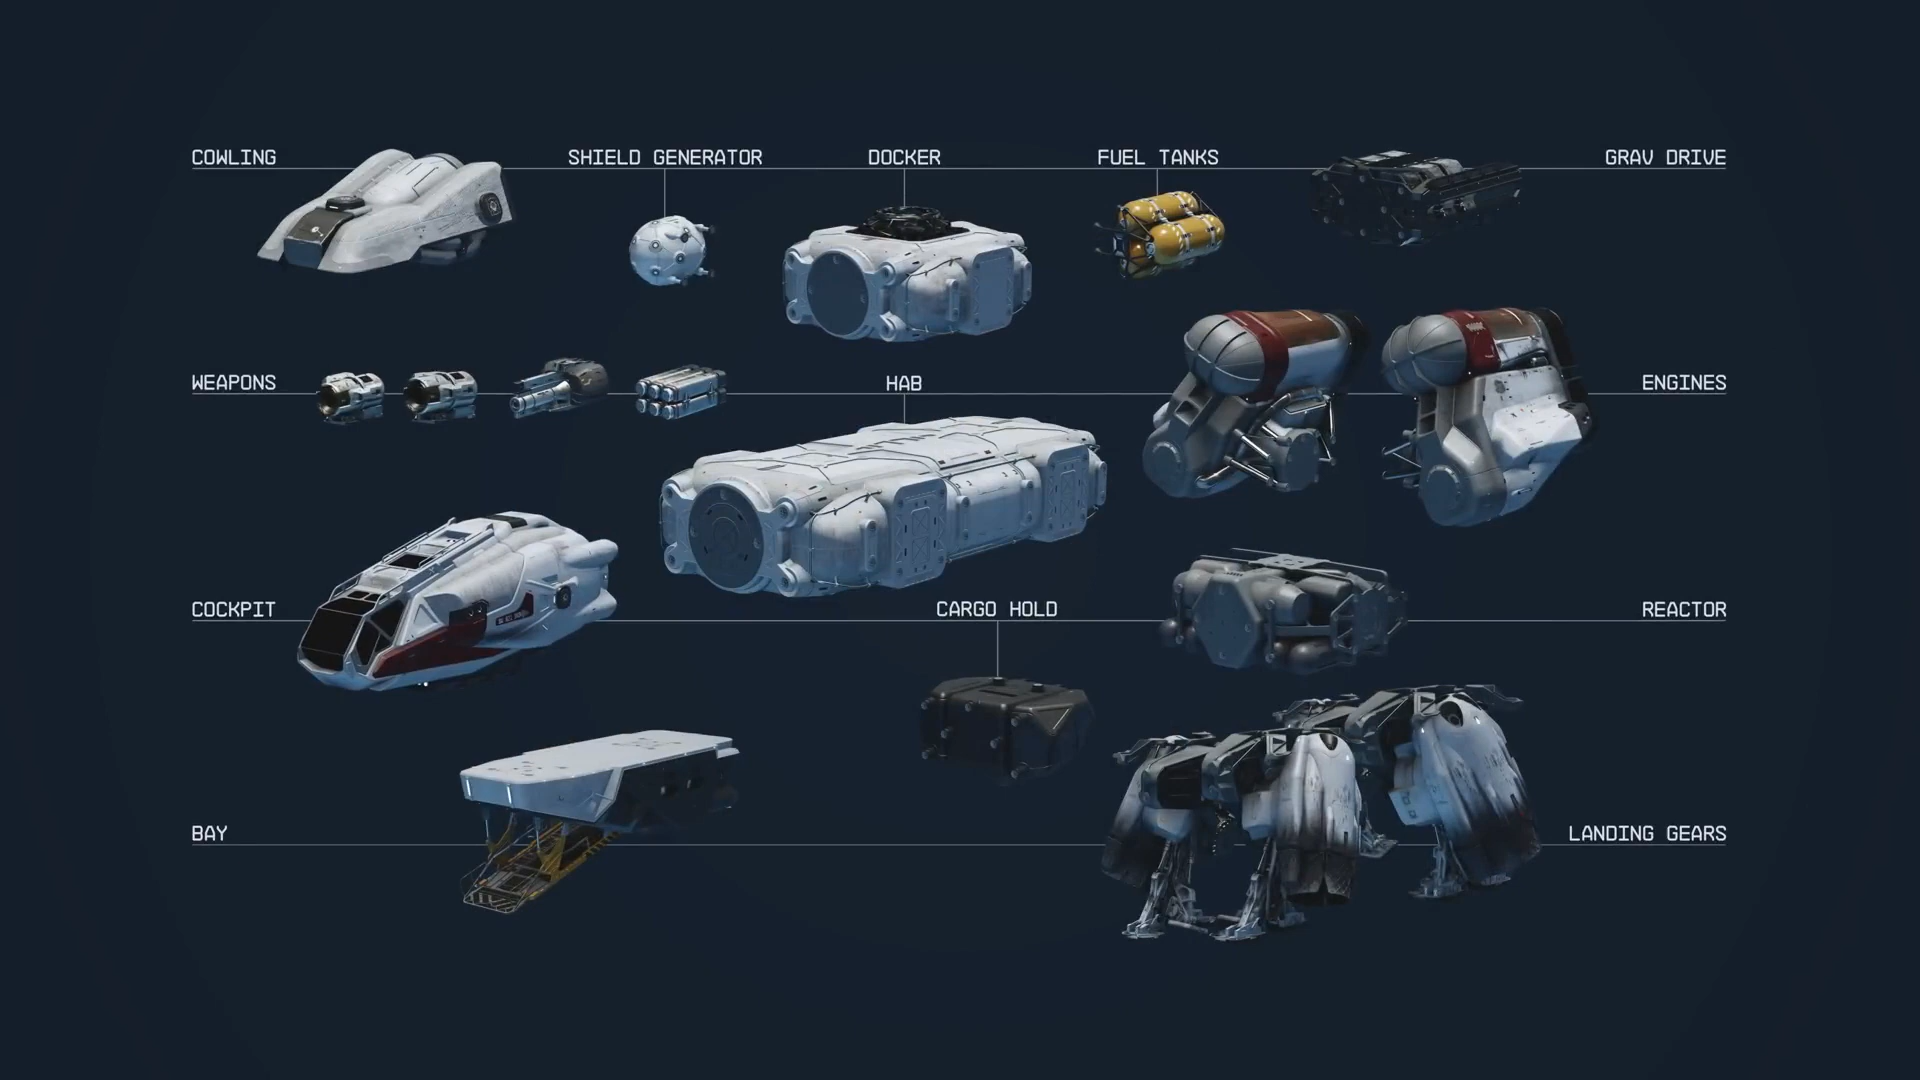 COWLING
SHIELD GENERATOR
DOCKER
FUEL TANKS
GRAV DRIVE
WEAPONS
HAB
ENGINES
COCKPIT
CARGO HOLD
REACTOR
BAY
LANDING GEARS